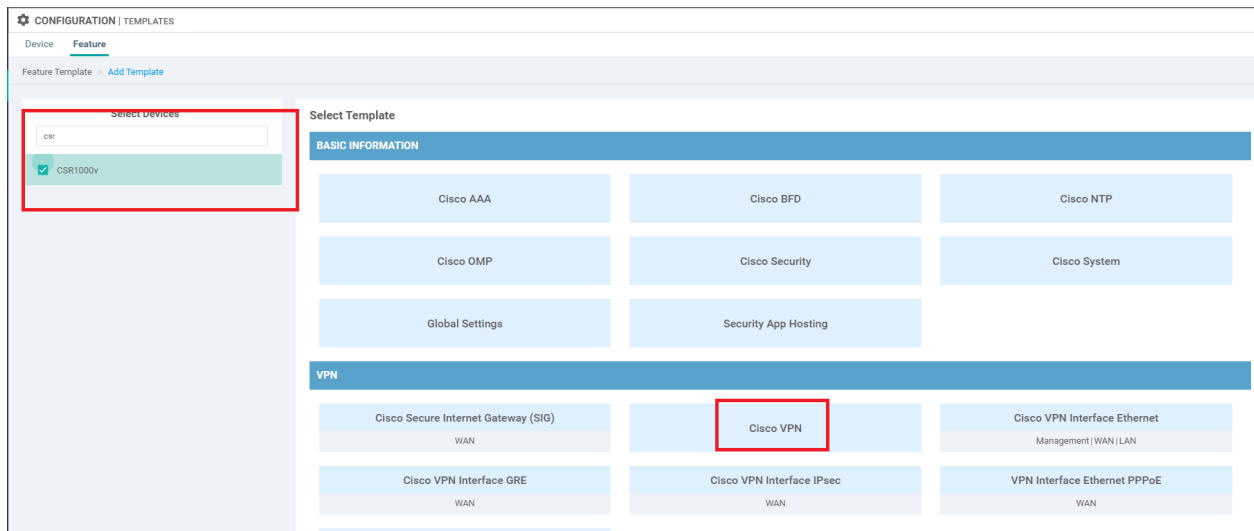 CONFIGURATION | TEMPLATES
Device Feature
Feature Template > Add Template
Select Devices
csr
CSR1000v
Select Template
BASIC INFORMATION
Cisco AAA
Cisco BFD
Cisco NTP
Cisco OMP
Cisco Security
Cisco System
Global Settings
Security App Hosting
VPN
Cisco Secure Internet Gateway (SIG)
WAN
Cisco VPN
Cisco VPN Interface Ethernet
Management | WAN | LAN
Cisco VPN Interface GRE
WAN
Cisco VPN Interface IPsec
WAN
VPN Interface Ethernet PPPoE
WAN